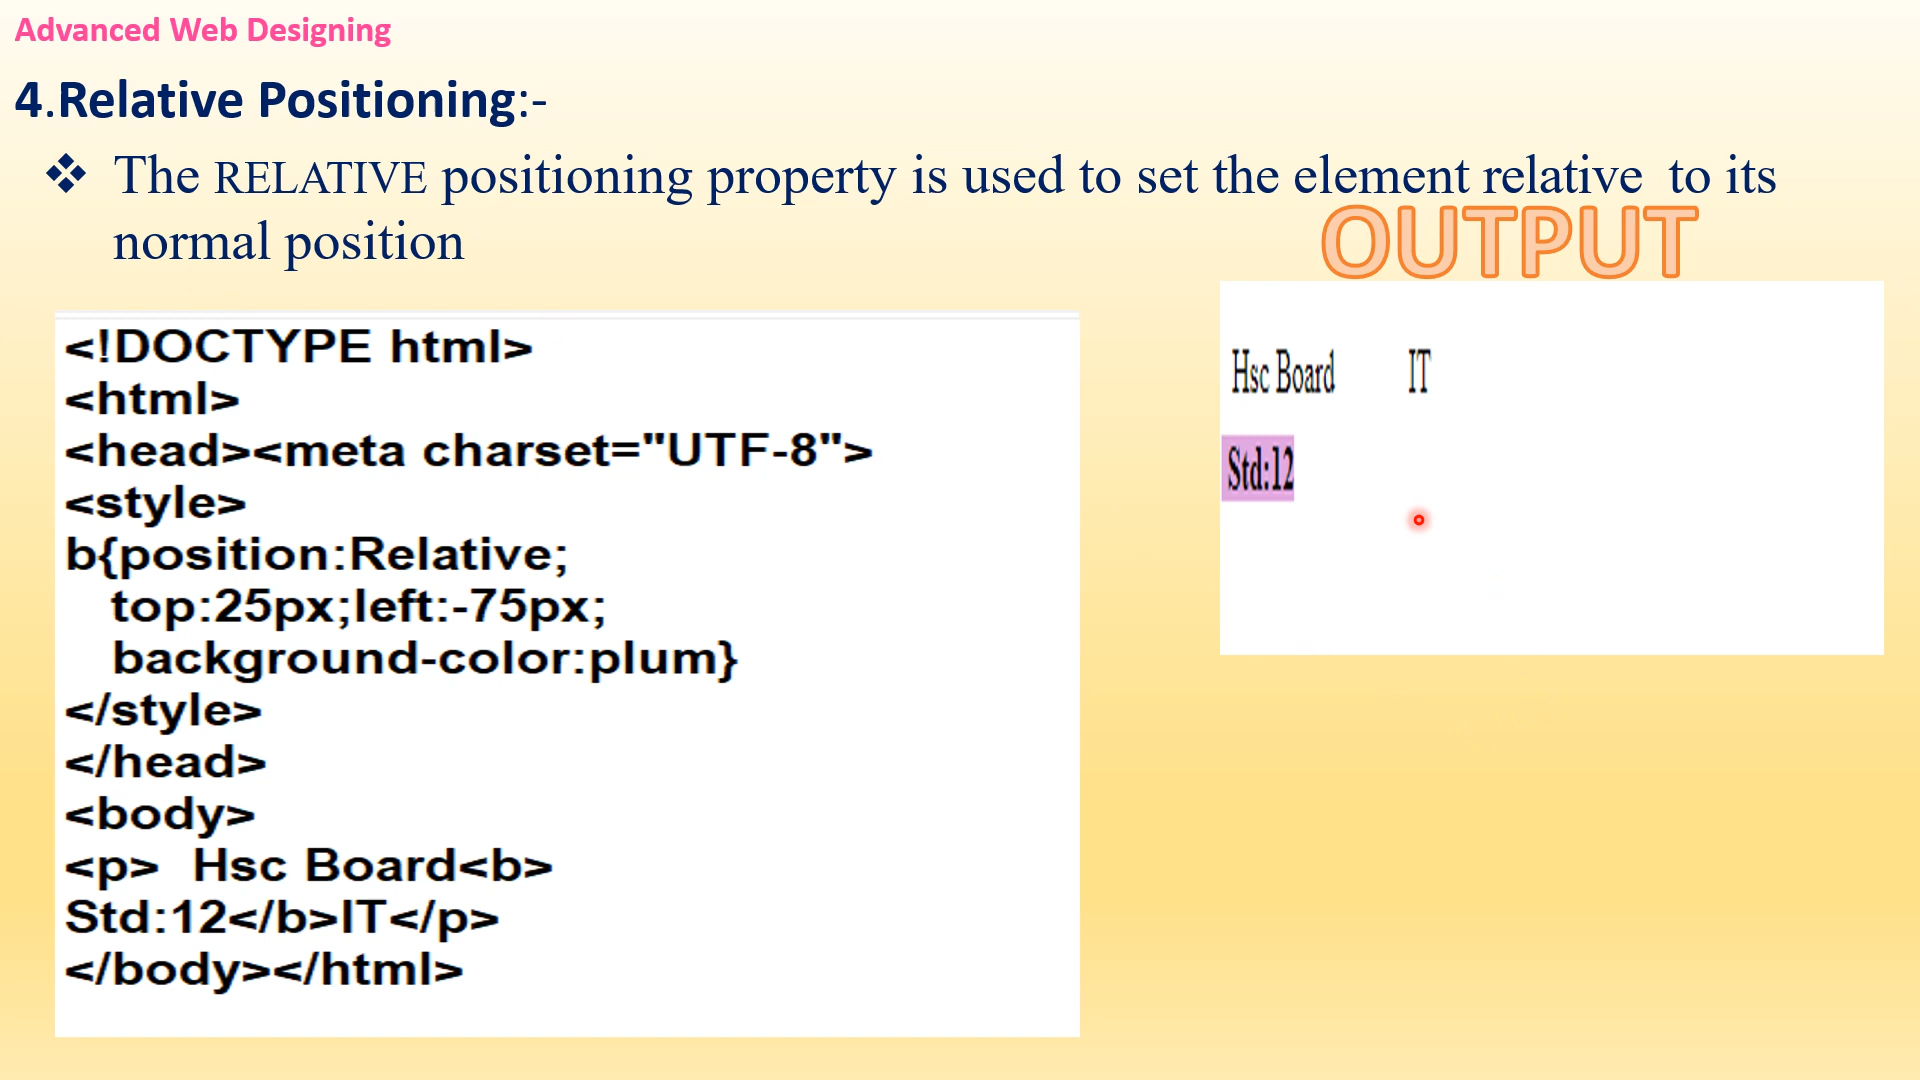 Advanced Web Designing
4.Relative Positioning:-
❖ The RELATIVE positioning property is used to set the element relative to its
normal position
OUTPUT
<!DOCTYPE html>
<html>
<head><meta charset="UTF-8">
<style>
b{position:Relative;
top:25px;left:-75px;
background-color:plum}
</style>
</head>
<body>
<p> Hsc Board<b>
Std:12</b>IT</p>
</body></html>
Hsc Board IT
Std:12